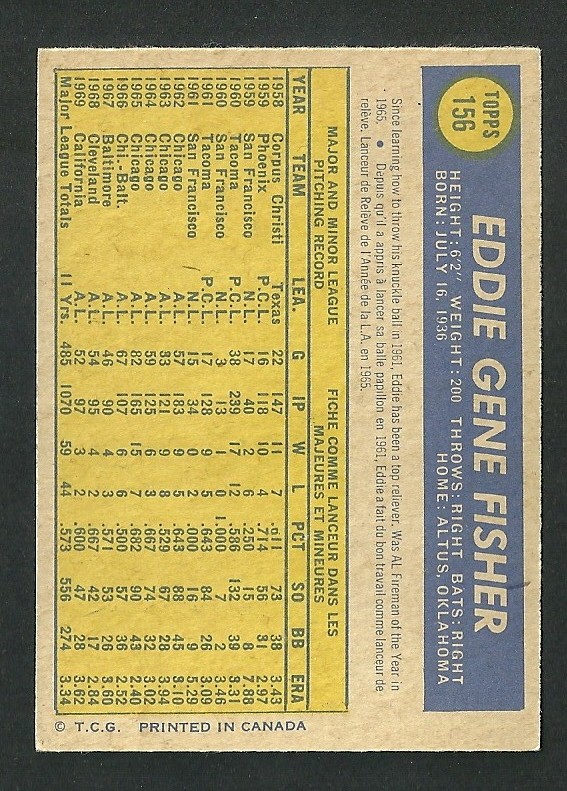 TOPPS
156
EDDIE GENE FISHER
HEIGHT: 6'2" WEIGHT: 200 THROWS: RIGHT BATS: RIGHT
BORN: JULY 16, 1936 HOME: ALTUS, OKLAHOMA
Since learning how to throw his knuckle ball in 1961, Eddie has been a top reliever. Was AL Fireman of the Year in
1965. ● Depuis qu'il a appris à lancer sa balle papillon en 1961, Eddie a fait du bon travail comme lanceur de
relève. Lanceur de Relève de l'Année de la L.A. en 1965.
MAJOR AND MINOR LEAGUE FICHE COMME LANCEUR DANS LES
PITCHING RECORD MAJEURES ET MINEURES
YEAR TEAM LEA. G IP W L PCT SO BB ERA
1958 Corpus Christi Texas 22 147 11 7 .611 73 38 3.43
1959 Phoenix P.C.L. 16 118 10 4 .714 56 31 2.97
1959 San Francisco N.L. 17 40 2 6 .250 15 8 7.88
1960 Tacoma P.C.L. 38 239 17 12 .586 132 39 3.31
1960 San Francisco N.L. 3 13 1 0 1.000 7 2 3.46
1961 Tacoma P.C.L. 17 128 9 5 .643 84 26 3.09
1961 San Francisco N.L. 15 34 0 2 .000 16 9 5.29
1962 Chicago A.L. 57 183 9 5 .643 88 45 3.10
1963 Chicago A.L. 33 121 9 8 .529 67 28 3.94
1964 Chicago A.L. 59 125 6 3 .667 74 32 3.02
1965 Chicago A.L. 82 165 15 7 .682 90 43 2.40
1966 Chi.-Balt. A.L. 67 107 6 6 .500 57 36 2.52
1967 Baltimore A.L. 46 90 4 3 .571 53 26 3.60
1968 Cleveland A.L. 54 95 4 2 .667 42 17 2.84
1969 California A.L. 52 97 3 2 .600 47 28 3.62
Major League Totals 11 Yrs. 485 1070 59 44 .573 556 274 3.34
© T.C.G. PRINTED IN CANADA